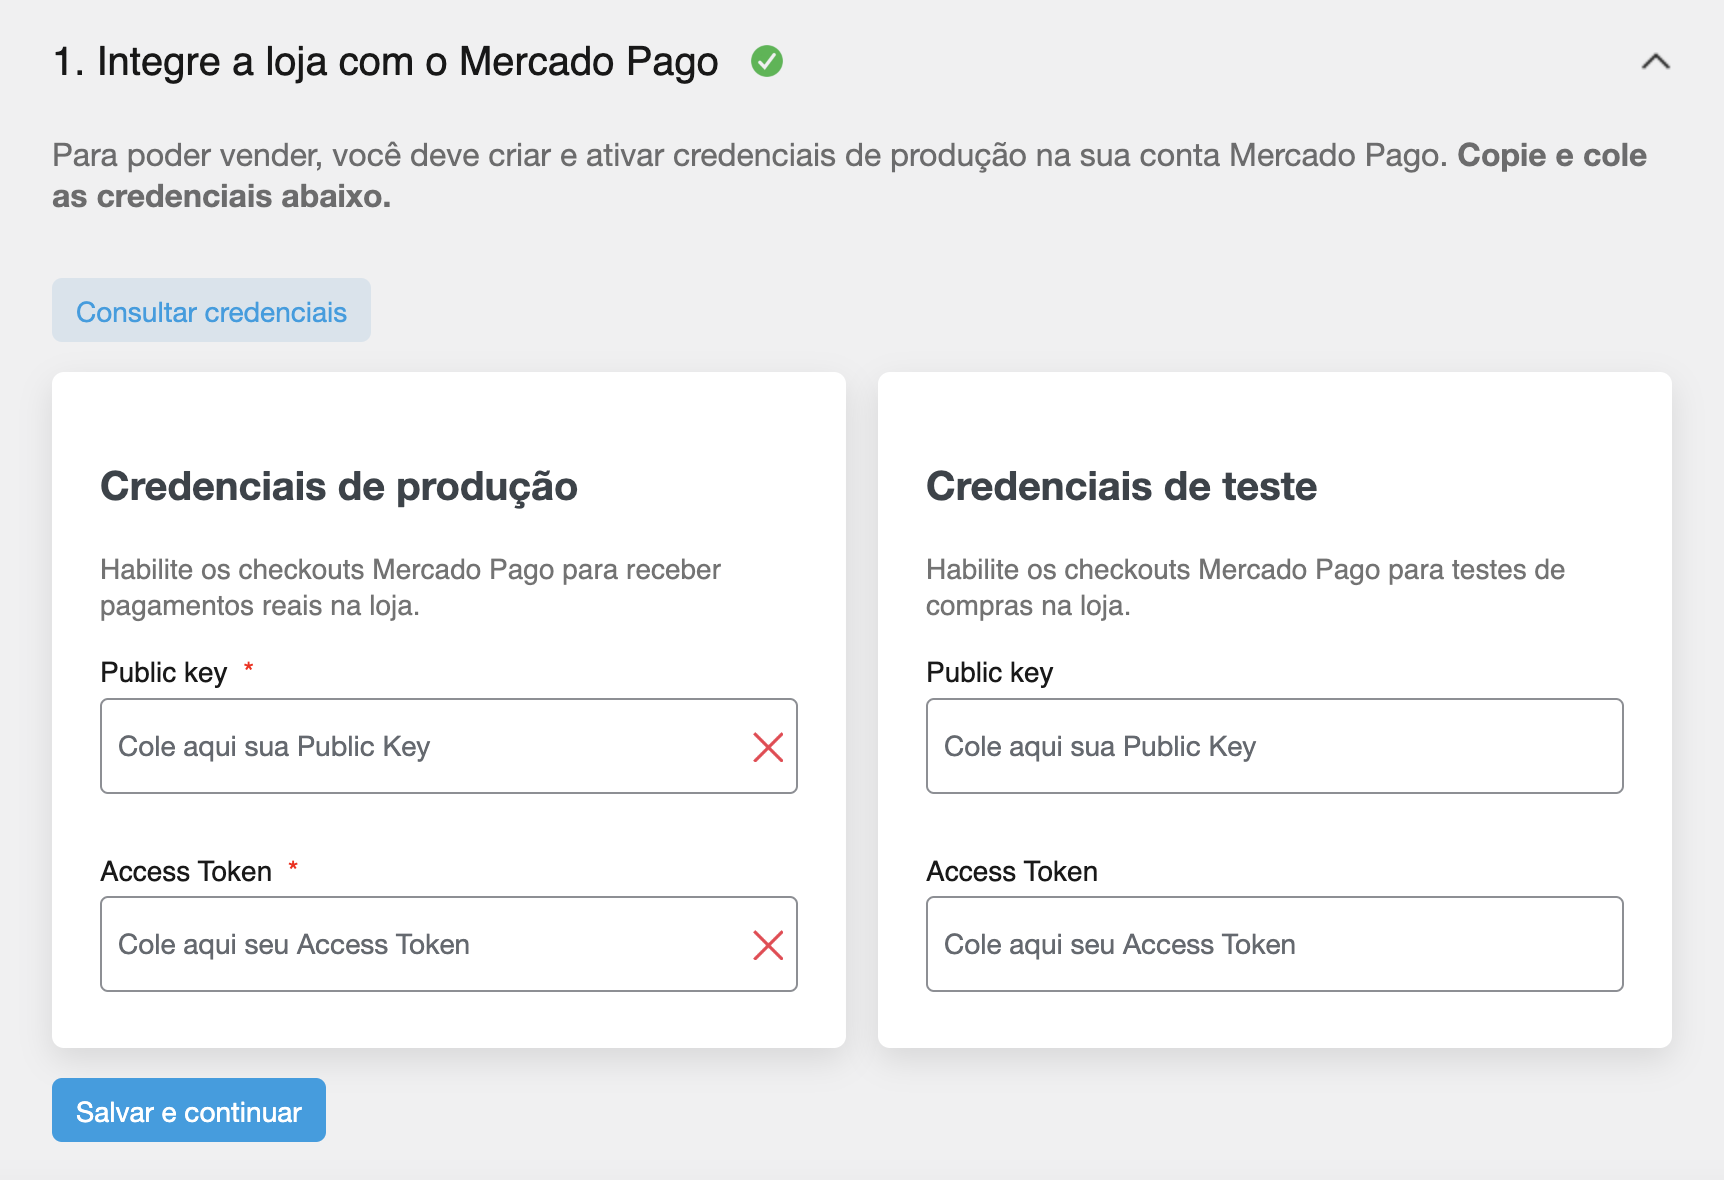 1. Integre a loja com o Mercado Pago
Para poder vender, você deve criar e ativar credenciais de produção na sua conta Mercado Pago. Copie e cole
as credenciais abaixo.
Consultar credenciais
Credenciais de produção
Habilite os checkouts Mercado Pago para receber
pagamentos reais na loja.
Public key *
Cole aqui sua Public Key
Access Token *
Cole aqui seu Access Token
Credenciais de teste
Habilite os checkouts Mercado Pago para testes de
compras na loja.
Public key
Cole aqui sua Public Key
Access Token
Cole aqui seu Access Token
Salvar e continuar